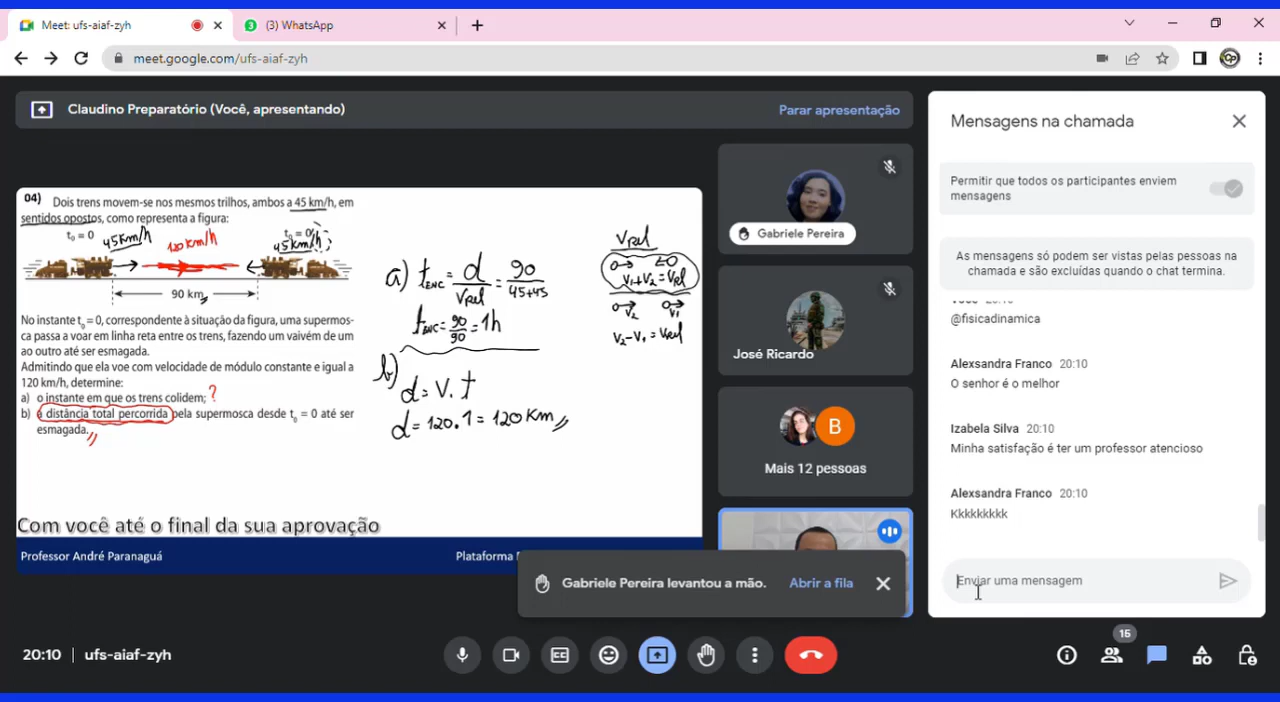 Meet: ufs-aiaf-zyh
(3) WhatsApp
meet.google.com/ufs-aiaf-zyh
Claudino Preparatório (Você, apresentando)
Parar apresentação
04) Dois trens movem-se nos mesmos trilhos, ambos a 45 km/h, em
sentidos opostos, como representa a figura:
t₀ = 0
45Km/h
120Km/h
t₀ = 0
45Km/h
90 km
No instante t₀ = 0, correspondente à situação da figura, uma supermos-
ca passa a voar em linha reta entre os trens, fazendo um vaivém de um
ao outro até ser esmagada.
Admitindo que ela voe com velocidade de módulo constante e igual a
120 km/h, determine:
a) o instante em que os trens colidem; ?
b) a distância total percorrida pela supermosca desde t₀ = 0 até ser
esmagada.
a) tENC = d/VRel = 90/45+45
tENC = 90/90 = 1h
b)
d = V. t
d = 120.1 = 120 Km
VRel
V1+V2 = VRel
V2 V1
V2-V1 = VRel
Com você até o final da sua aprovação
Professor André Paranaguá
Plataforma
Gabriele Pereira
José Ricardo
B
Mais 12 pessoas
Gabriele Pereira levantou a mão.
Abrir a fila
Mensagens na chamada
Permitir que todos os participantes enviem
mensagens
As mensagens só podem ser vistas pelas pessoas na
chamada e são excluídas quando o chat termina.
@fisicadinamica
Alexsandra Franco 20:10
O senhor é o melhor
Izabela Silva 20:10
Minha satisfação é ter um professor atencioso
Alexsandra Franco 20:10
Kkkkkkkkk
Enviar uma mensagem
20:10 | ufs-aiaf-zyh
15